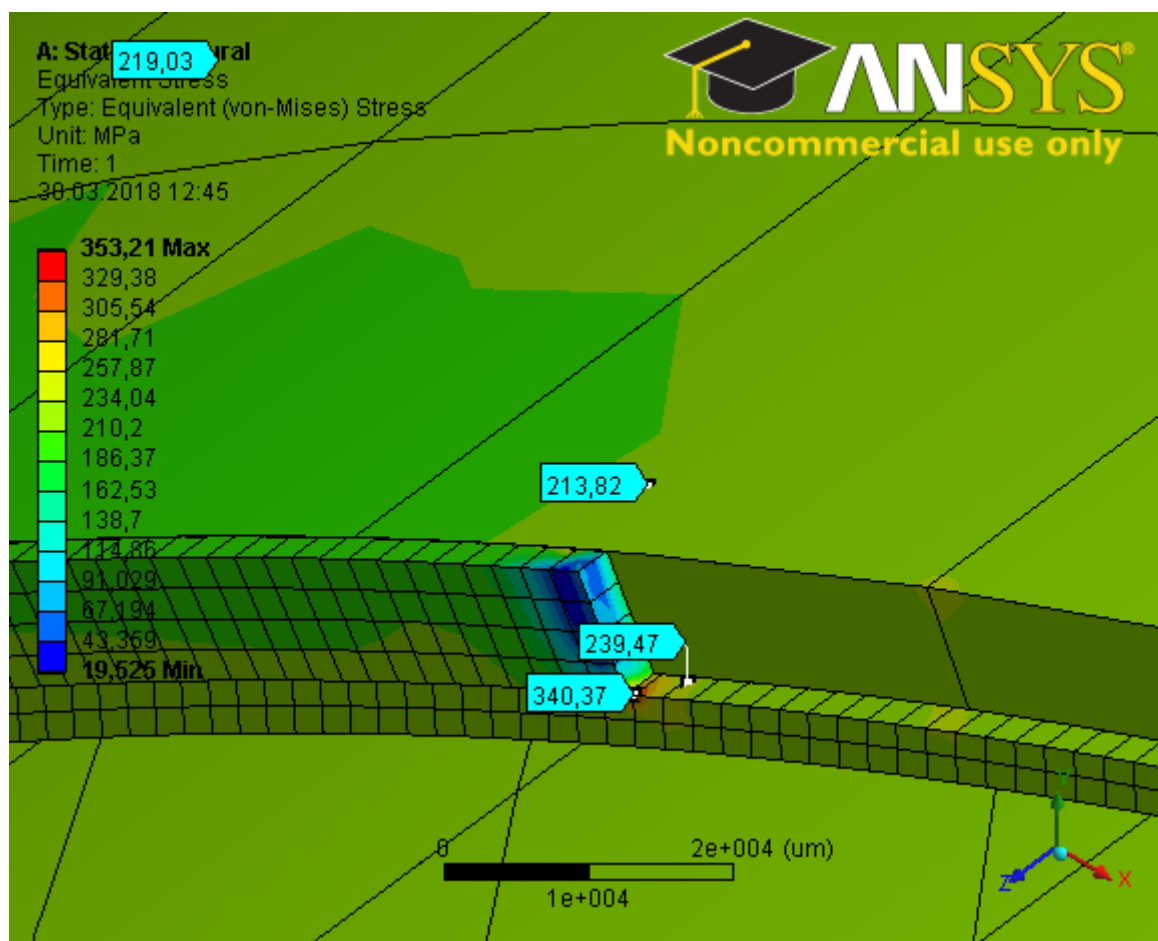 A: Stat ural
219,03
Equivalent Stress
Type: Equivalent (von-Mises) Stress
Unit: MPa
Time: 1
30.03.2018 12:45
ANSYS®
Noncommercial use only
353,21 Max
329,38
305,54
281,71
257,87
234,04
210,2
186,37
162,53
138,7
114,86
91,029
67,194
43,359
19,525 Min
213,82
239,47
340,37
0
2e+004 (um)
1e+004
Y
Z
X